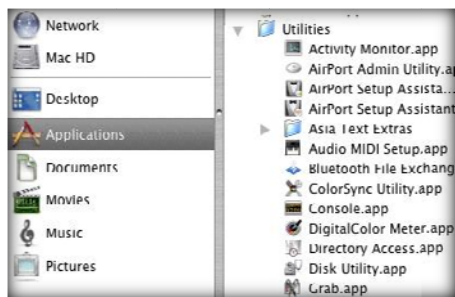 Network
Mac HD
Desktop
Applications
Documents
Movies
Music
Pictures
Utilities
Activity Monitor.app
AirPort Admin Utility.a
AirPort Setup Assista...
AirPort Setup Assistant
Asia Text Extras
Audio MIDI Setup.app
Bluetooth File Exchang
ColorSync Utility.app
Console.app
DigitalColor Meter.app
Directory Access.app
Disk Utility.app
Grab.app